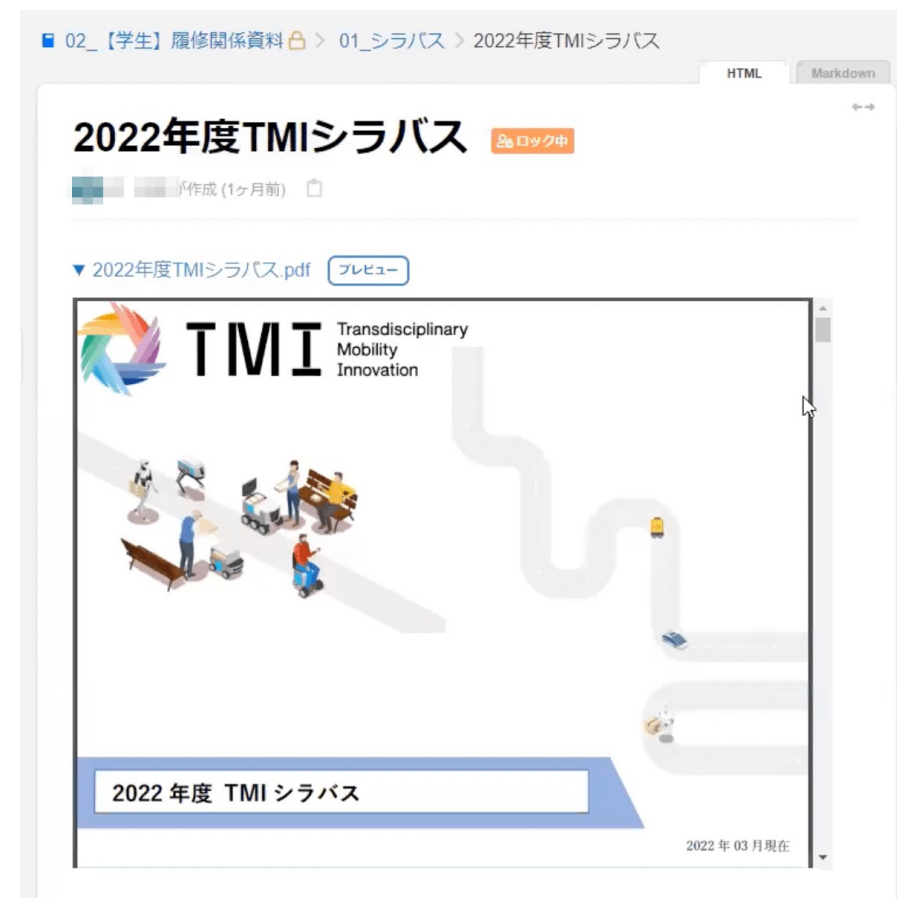 02_【学生】履修関係資料 > 01_シラバス > 2022年度TMIシラバス
HTML
Markdown
2022年度TMIシラバス ロック中
が作成 (1ヶ月前)
▼ 2022年度TMIシラバス.pdf プレビュー
TMI
Transdisciplinary
Mobility
Innovation
2022 年度 TMI シラバス
2022 年 03 月現在